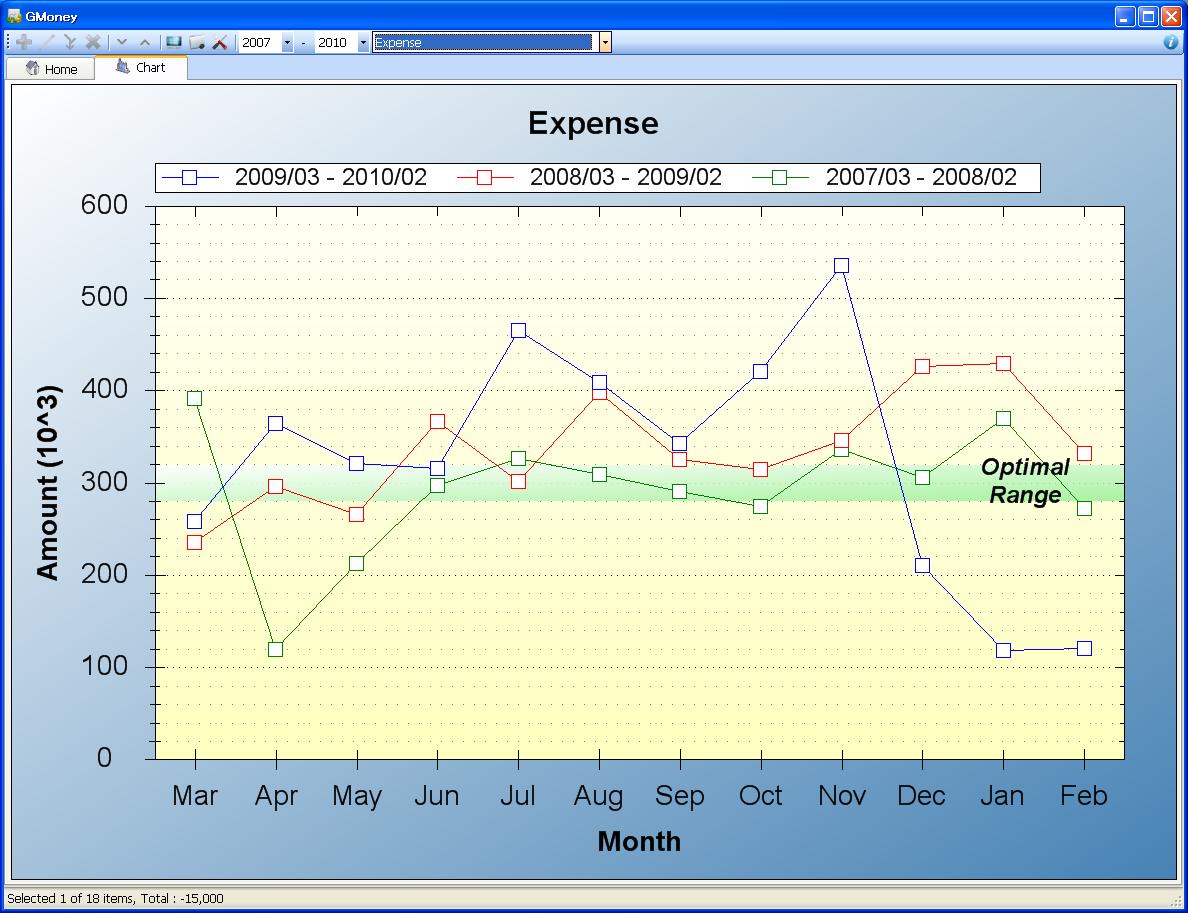 GMoney
2007 - 2010 Expense
Home Chart
Expense
2009/03 - 2010/02 2008/03 - 2009/02 2007/03 - 2008/02
600
500
400
300
200
100
0
Amount (10^3)
Optimal
Range
Mar Apr May Jun Jul Aug Sep Oct Nov Dec Jan Feb
Month
Selected 1 of 18 items, Total : -15,000